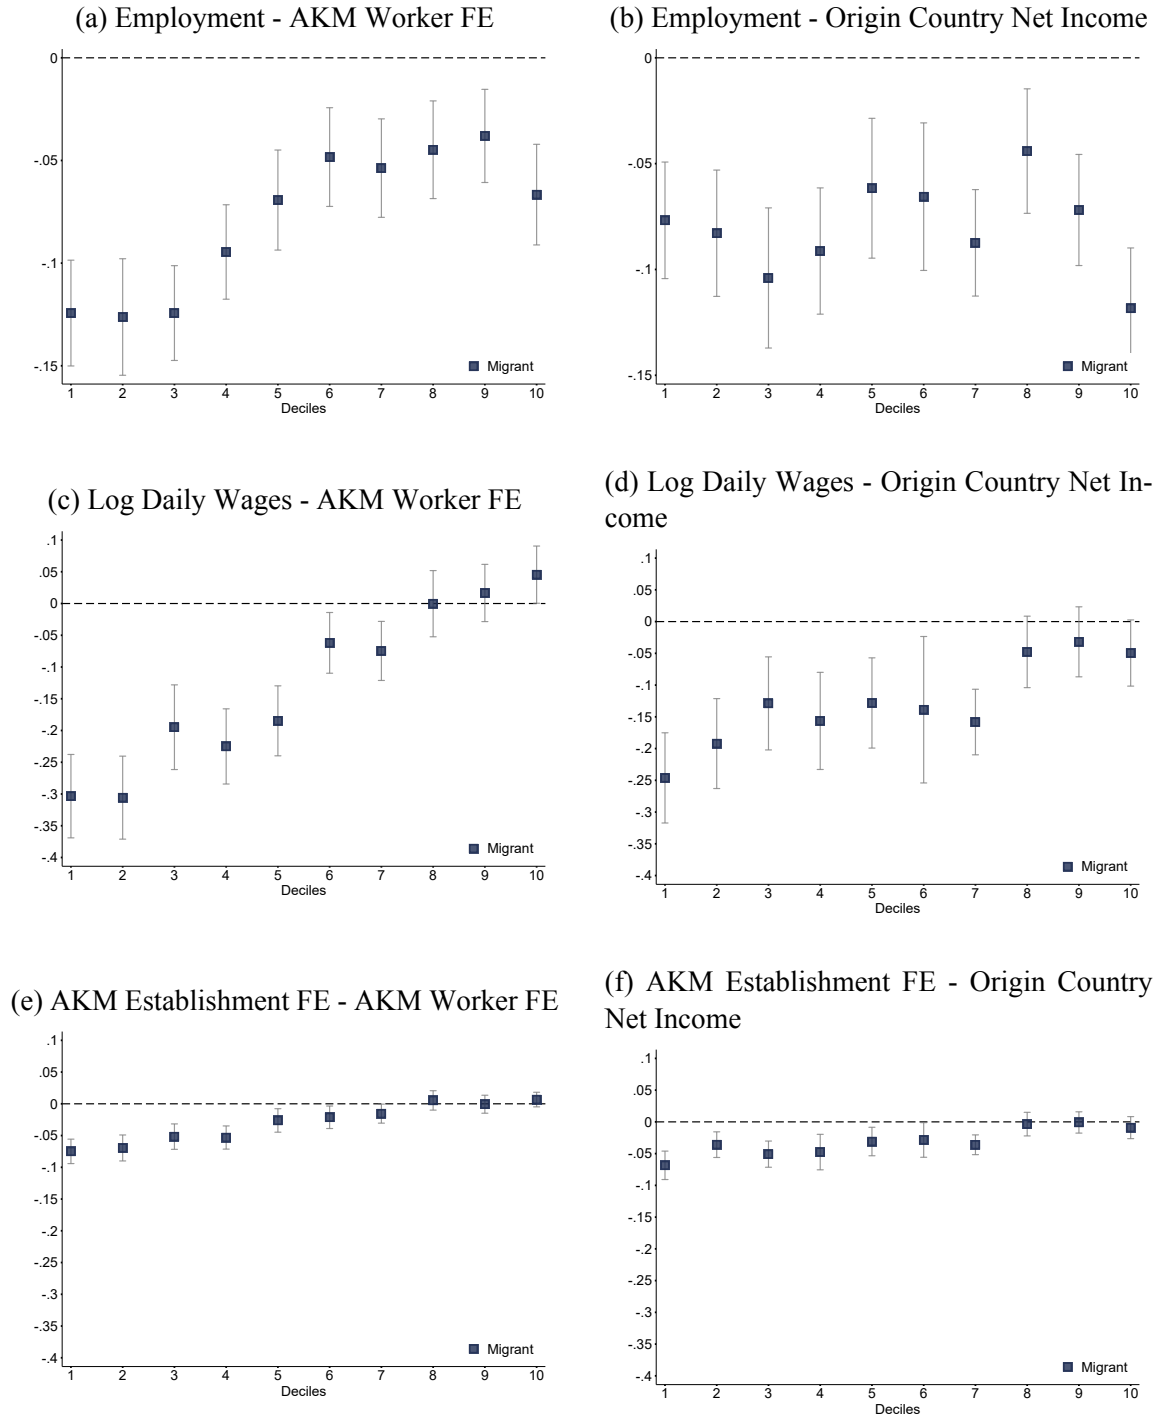 (a) Employment - AKM Worker FE
0
-.05
-.1
-.15
1 2 3 4 5 6 7 8 9 10
Deciles
Migrant
(b) Employment - Origin Country Net Income
0
-.05
-.1
-.15
1 2 3 4 5 6 7 8 9 10
Deciles
Migrant
(c) Log Daily Wages - AKM Worker FE
.1
.05
0
-.05
-.1
-.15
-.2
-.25
-.3
-.35
-.4
1 2 3 4 5 6 7 8 9 10
Deciles
Migrant
(d) Log Daily Wages - Origin Country Net In-
come
.1
.05
0
-.05
-.1
-.15
-.2
-.25
-.3
-.35
-.4
1 2 3 4 5 6 7 8 9 10
Deciles
Migrant
(e) AKM Establishment FE - AKM Worker FE
.1
.05
0
-.05
-.1
-.15
-.2
-.25
-.3
-.35
-.4
1 2 3 4 5 6 7 8 9 10
Deciles
Migrant
(f) AKM Establishment FE - Origin Country
Net Income
.1
.05
0
-.05
-.1
-.15
-.2
-.25
-.3
-.35
-.4
1 2 3 4 5 6 7 8 9 10
Deciles
Migrant